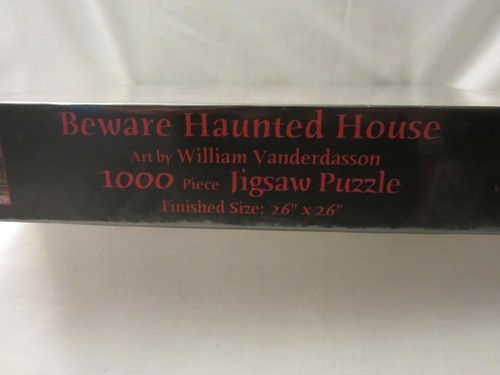 Beware Haunted House
Art by William Vanderdasson
1000 Piece Jigsaw Puzzle
Finished Size: 26" x 26"